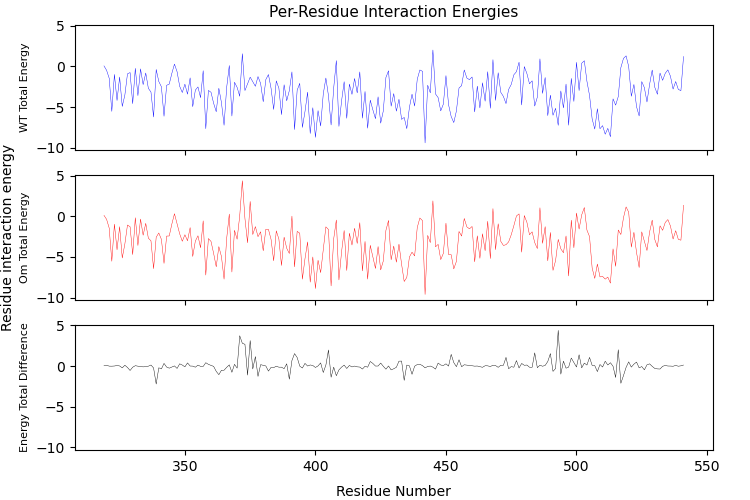 Per-Residue Interaction Energies
Residue interaction energy
WT Total Energy
5
0
−5
−10
Om Total Energy
5
0
−5
−10
Energy Total Difference
5
0
−5
−10
350
400
450
500
550
Residue Number